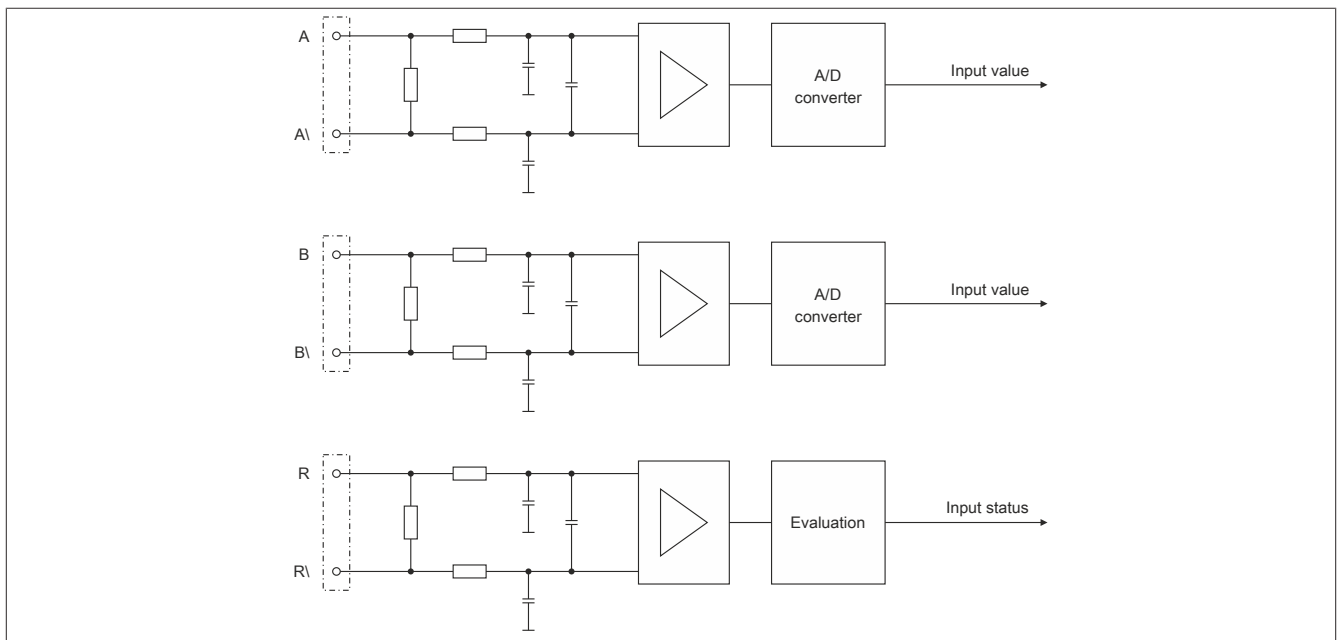 A
A\
A/D
converter
Input value
B
B\
A/D
converter
Input value
R
R\
Evaluation
Input status